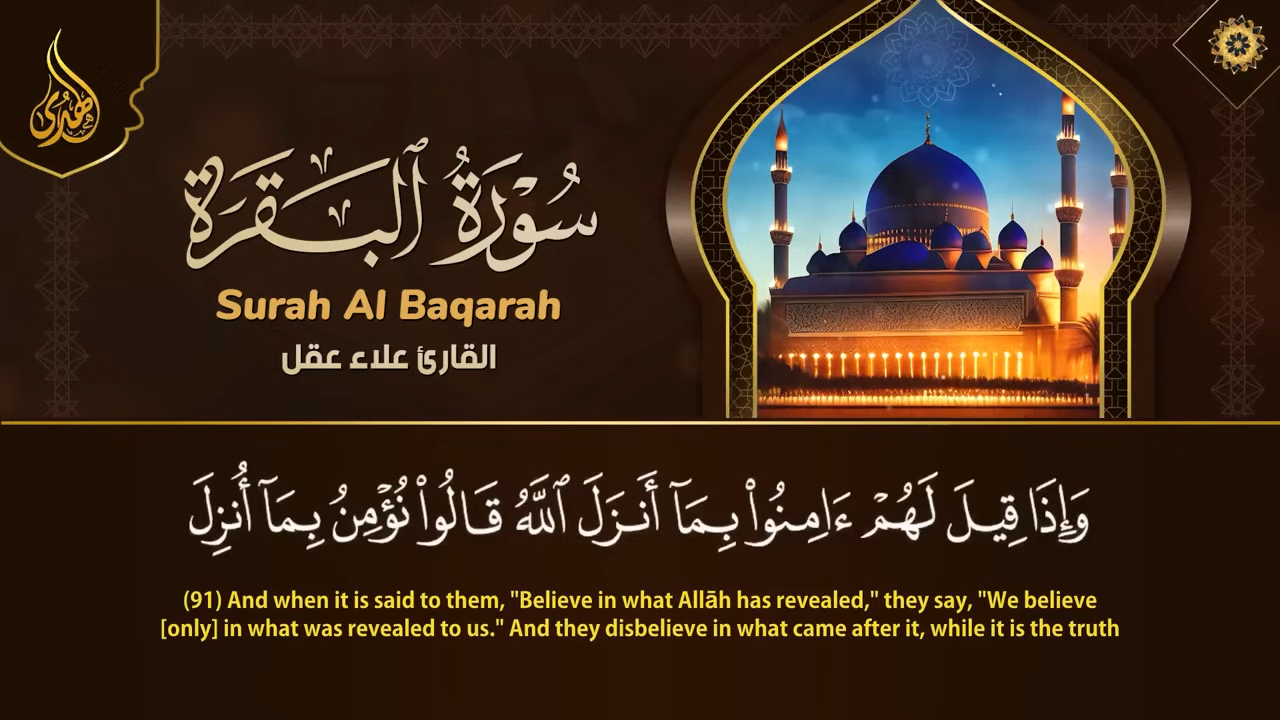 هدى
سُورَةُ ٱلْبَقَرَةِ
Surah Al Baqarah
القارئ علاء عقل
وَإِذَا قِيلَ لَهُمْ ءَامِنُوا۟ بِمَآ أَنزَلَ ٱللَّهُ قَالُوا۟ نُؤْمِنُ بِمَآ أُنزِلَ
(91) And when it is said to them, "Believe in what Allāh has revealed," they say, "We believe
[only] in what was revealed to us." And they disbelieve in what came after it, while it is the truth